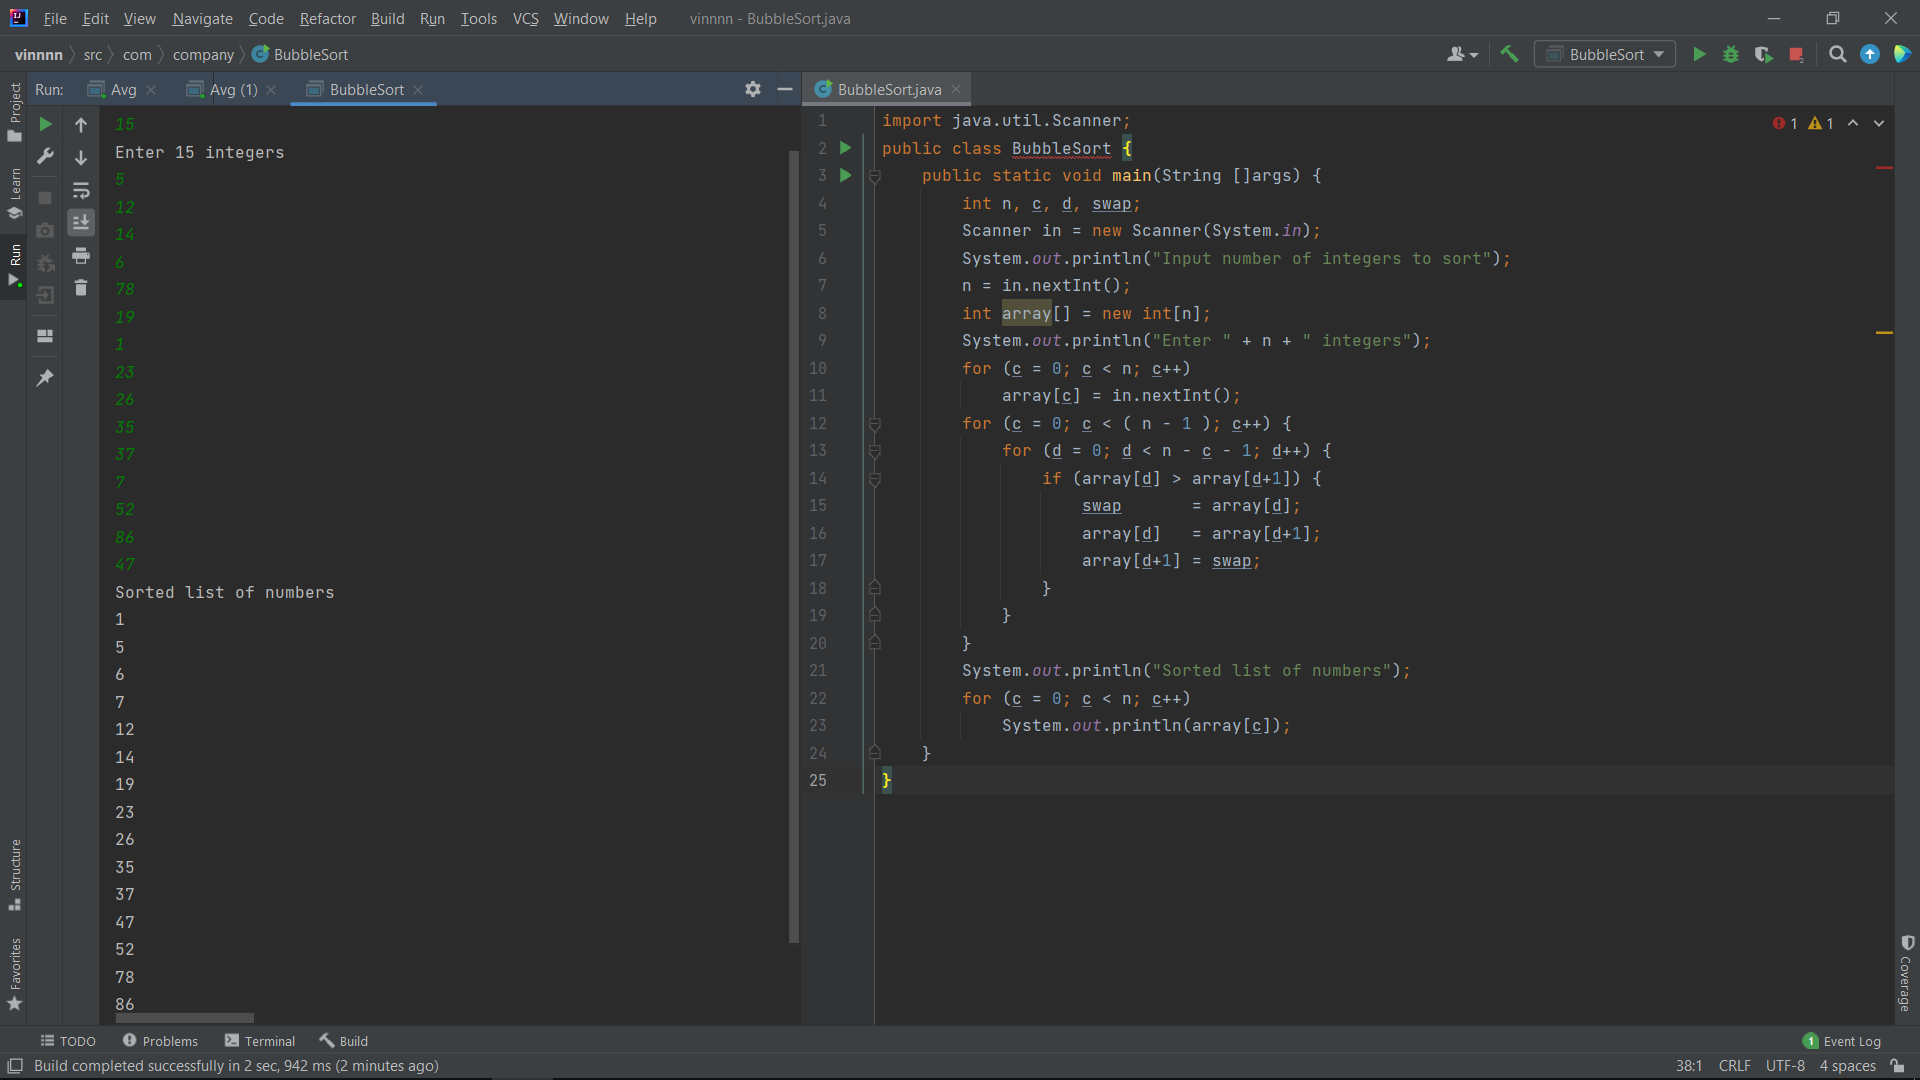 File Edit View Navigate Code Refactor Build Run Tools VCS Window Help vinnnn - BubbleSort.java
vinnnn src com company BubbleSort
BubbleSort
Run: Avg Avg (1) BubbleSort
Project
Learn
Run
Structure
Favorites
15
Enter 15 integers
5
12
14
6
78
19
1
23
26
35
37
7
52
86
47
Sorted list of numbers
1
5
6
7
12
14
19
23
26
35
37
47
52
78
86
BubbleSort.java
1 1
1 import java.util.Scanner;
2 public class BubbleSort {
3 public static void main(String []args) {
4 int n, c, d, swap;
5 Scanner in = new Scanner(System.in);
6 System.out.println("Input number of integers to sort");
7 n = in.nextInt();
8 int array[] = new int[n];
9 System.out.println("Enter " + n + " integers");
10 for (c = 0; c < n; c++)
11 array[c] = in.nextInt();
12 for (c = 0; c < ( n - 1 ); c++) {
13 for (d = 0; d < n - c - 1; d++) {
14 if (array[d] > array[d+1]) {
15 swap = array[d];
16 array[d] = array[d+1];
17 array[d+1] = swap;
18 }
19 }
20 }
21 System.out.println("Sorted list of numbers");
22 for (c = 0; c < n; c++)
23 System.out.println(array[c]);
24 }
25 }
Coverage
TODO Problems Terminal Build 1 Event Log
Build completed successfully in 2 sec, 942 ms (2 minutes ago) 38:1 CRLF UTF-8 4 spaces